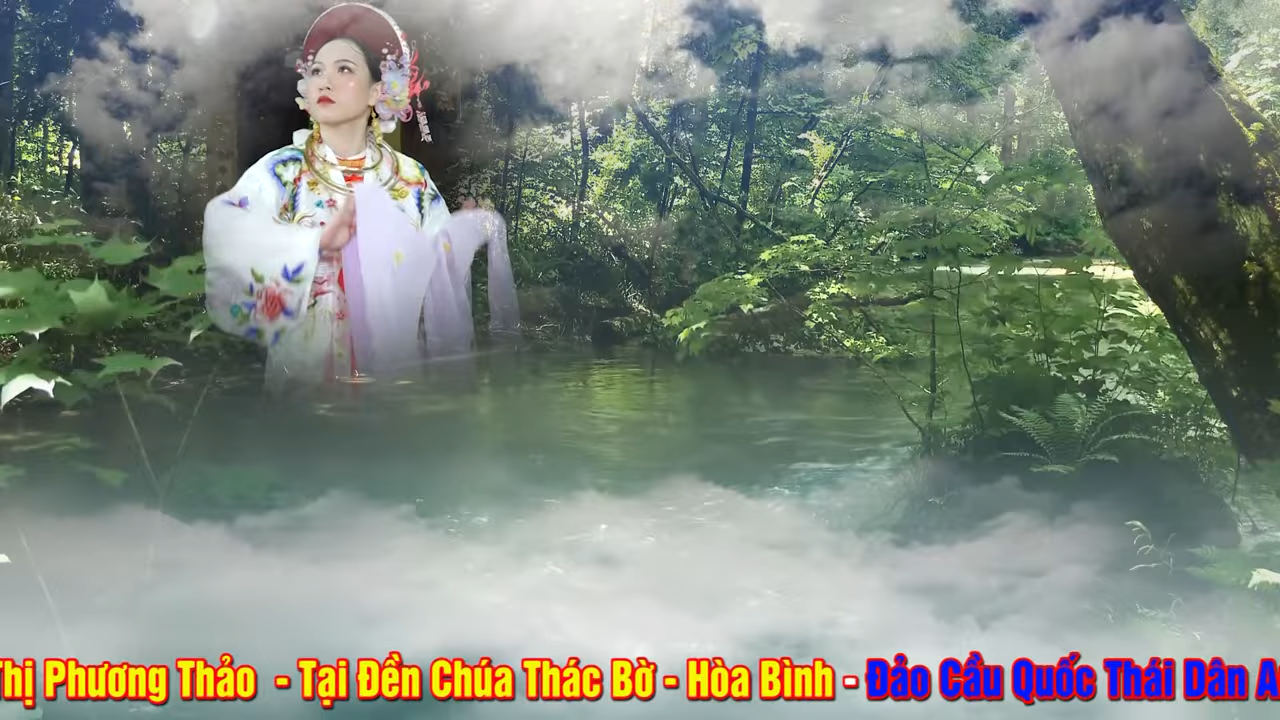 Thị Phương Thảo - Tại Đền Chúa Thác Bờ - Hòa Bình - Đảo Cầu Quốc Thái Dân A